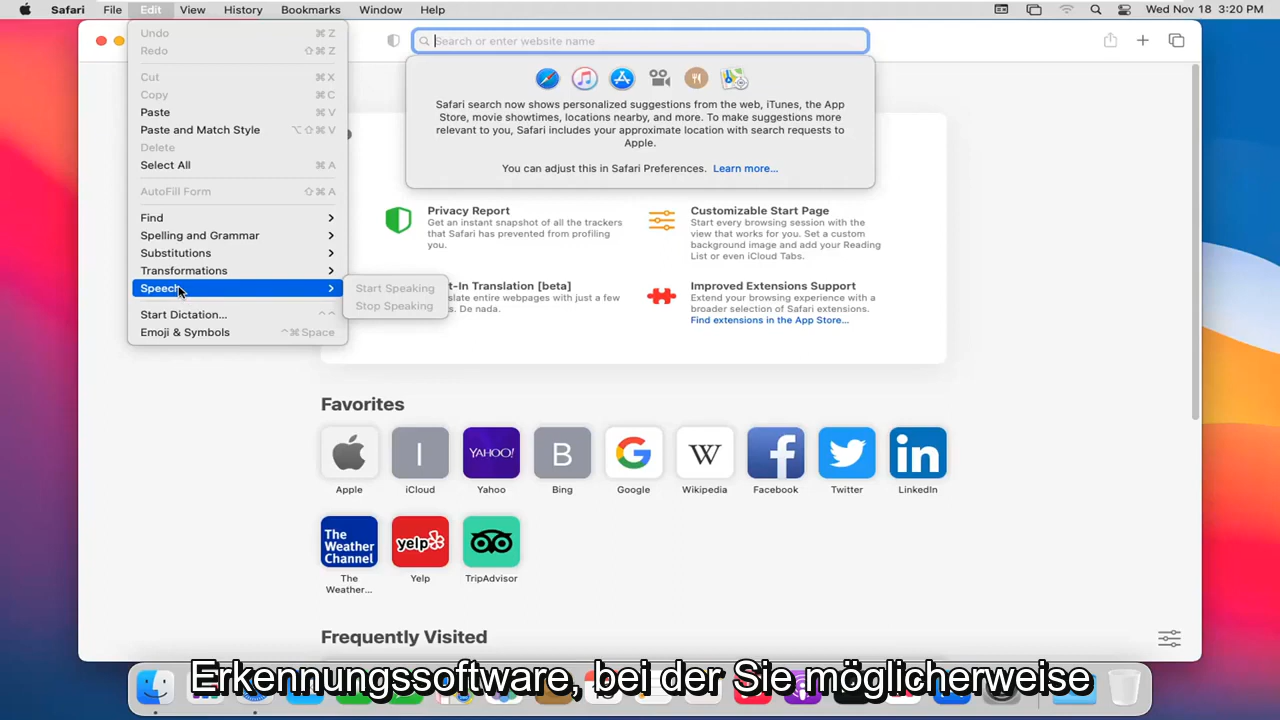 Safari File Edit View History Bookmarks Window Help Wed Nov 18 3:20 PM
Search or enter website name
Undo ⌘ Z
Redo ⇧ ⌘ Z
Cut ⌘ X
Copy ⌘ C
Paste ⌘ V
Paste and Match Style ⌥⇧⌘ V
Delete
Select All ⌘ A
AutoFill Form ⇧⌘ A
Find
Spelling and Grammar
Substitutions
Transformations
Speech
Start Dictation...
Emoji & Symbols ^⌘Space
Start Speaking
Stop Speaking
Safari search now shows personalized suggestions from the web, iTunes, the App
Store, movie showtimes, locations nearby, and more. To make suggestions more
relevant to you, Safari includes your approximate location with search requests to
Apple.
You can adjust this in Safari Preferences. Learn more...
Privacy Report
Get an instant snapshot of all the trackers
that Safari has prevented from profiling
you.
Customizable Start Page
Start every browsing session with the
view that works for you. Set a custom
background image and add your Reading
List or even iCloud Tabs.
t-In Translation [beta]
late entire webpages with just a few
. De nada.
Improved Extensions Support
Extend your browsing experience with a
broader selection of Safari extensions.
Find extensions in the App Store...
Favorites
I
YAHOO!
B
G
W
f
in
Apple
iCloud
Yahoo
Bing
Google
Wikipedia
Facebook
Twitter
LinkedIn
The
Weather
Channel
yelp
The
Weather...
Yelp
TripAdvisor
Frequently Visited
Erkennungssoftware, bei der Sie möglicherweise